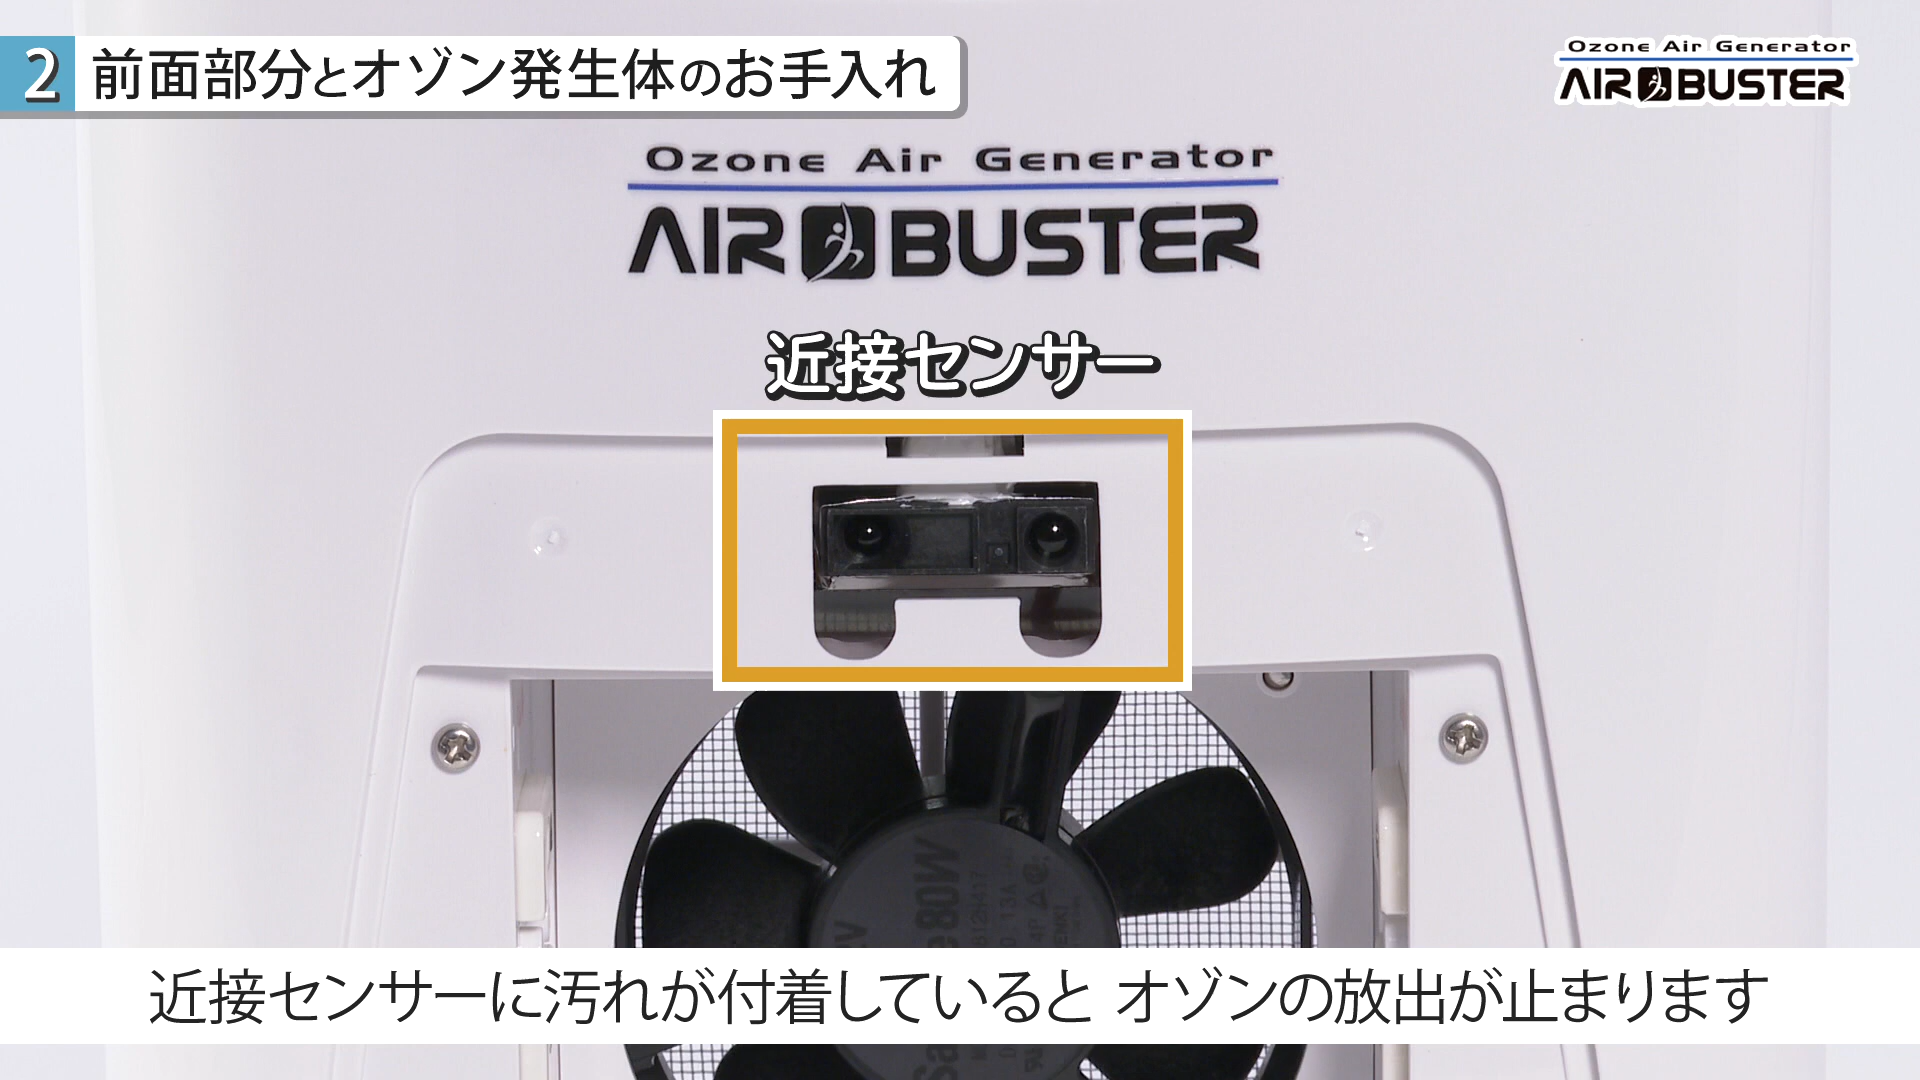 2 前面部分とオゾン発生体のお手入れ
Ozone Air Generator
AIR BUSTER
Ozone Air Generator
AIR BUSTER
近接センサー
80W
近接センサーに汚れが付着していると オゾンの放出が止まります